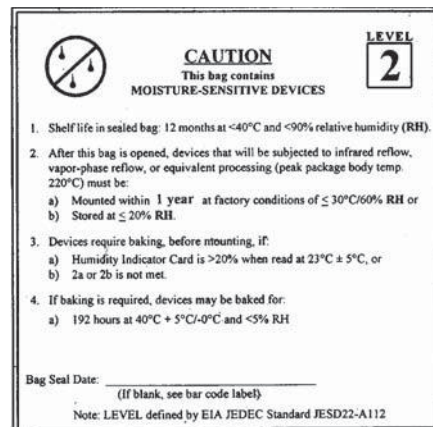 LEVEL
2
CAUTION
This bag contains
MOISTURE-SENSITIVE DEVICES
1. Shelf life in sealed bag: 12 months at <40°C and <90% relative humidity (RH).
2. After this bag is opened, devices that will be subjected to infrared reflow,
vapor-phase reflow, or equivalent processing (peak package body temp.
220°C) must be:
a) Mounted within 1 year at factory conditions of ≤ 30°C/60% RH or
b) Stored at ≤ 20% RH.
3. Devices require baking, before mounting, if:
a) Humidity Indicator Card is >20% when read at 23°C ± 5°C, or
b) 2a or 2b is not met.
4. If baking is required, devices may be baked for:
a) 192 hours at 40°C + 5°C/-0°C and <5% RH
Bag Seal Date:
(If blank, see bar code label)
Note: LEVEL defined by EIA JEDEC Standard JESD22-A112